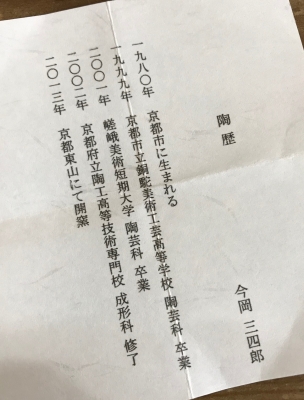 陶歴
今岡 三四郎
一九八〇年 京都市に生まれる
一九九九年 京都市立銅駝美術工芸高等学校 陶芸科 卒業
二〇〇一年 嵯峨美術短期大学 陶芸科 卒業
二〇〇二年 京都府立陶工高等技術専門校 成形科 修了
二〇一三年 京都東山にて開窯